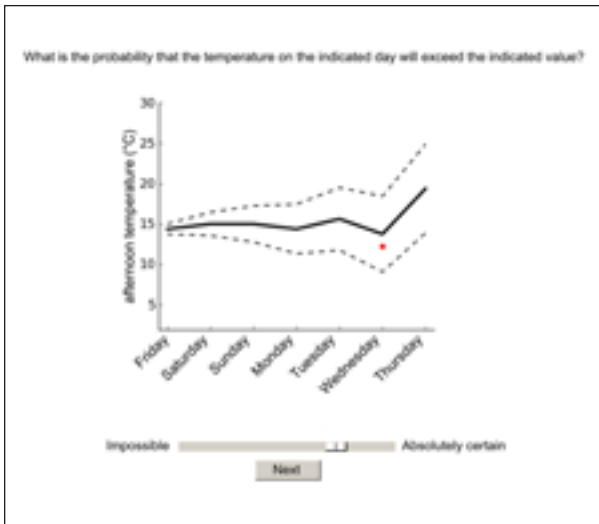 What is the probability that the temperature on the indicated day will exceed the indicated value?
30
25
20
15
10
5
afternoon temperature (°C)
Friday
Saturday
Sunday
Monday
Tuesday
Wednesday
Thursday
Impossible
Absolutely certain
Next